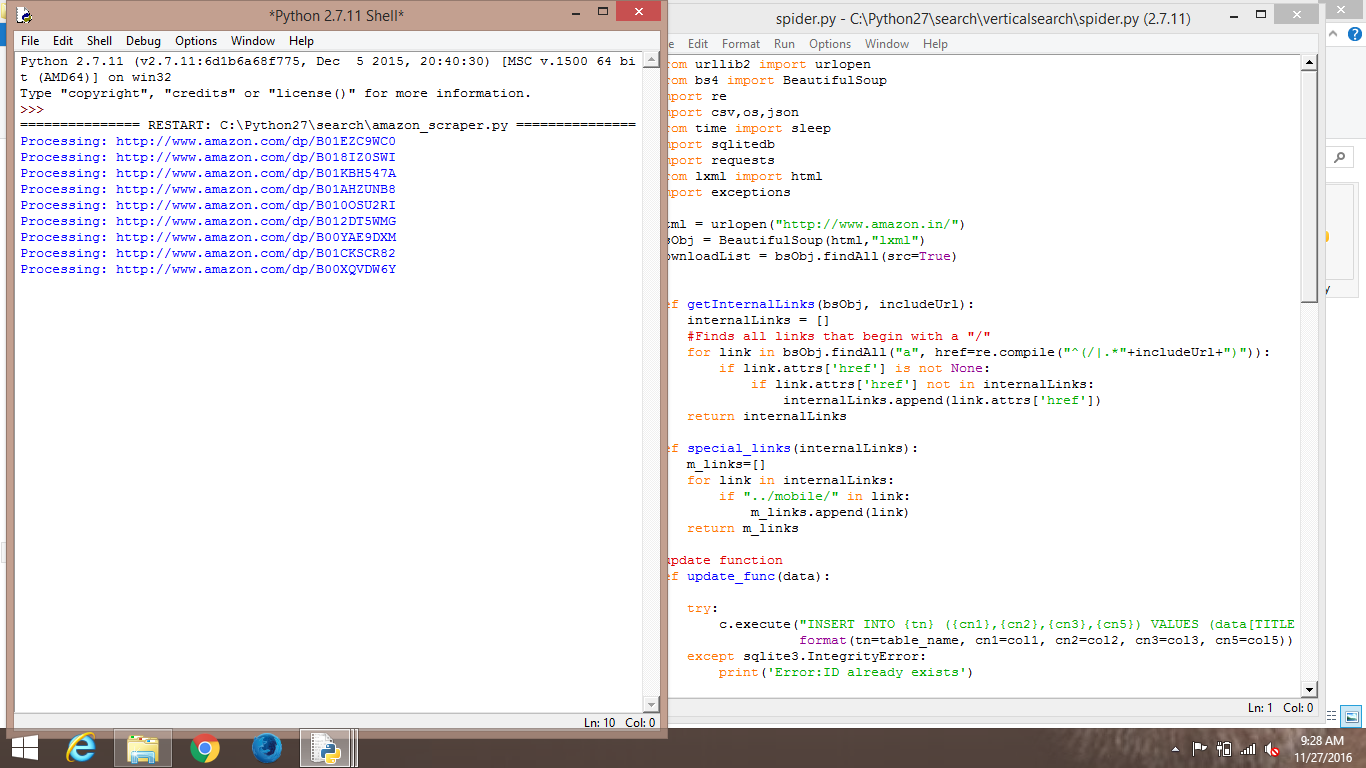 *Python 2.7.11 Shell*
File Edit Shell Debug Options Window Help
Python 2.7.11 (v2.7.11:6d1b6a68f775, Dec  5 2015, 20:40:30) [MSC v.1500 64 bi
t (AMD64)] on win32
Type "copyright", "credits" or "license()" for more information.
>>>
=============== RESTART: C:\Python27\search\amazon_scraper.py ===============
Processing: http://www.amazon.com/dp/B01EZC9WC0
Processing: http://www.amazon.com/dp/B018IZ0SWI
Processing: http://www.amazon.com/dp/B01KBH547A
Processing: http://www.amazon.com/dp/B01AHZUNB8
Processing: http://www.amazon.com/dp/B010OSU2RI
Processing: http://www.amazon.com/dp/B012DT5WMG
Processing: http://www.amazon.com/dp/B00YAE9DXM
Processing: http://www.amazon.com/dp/B01CKSCR82
Processing: http://www.amazon.com/dp/B00XQVDW6Y
Ln: 10 Col: 0
spider.py - C:\Python27\search\verticalsearch\spider.py (2.7.11)
e Edit Format Run Options Window Help
om urllib2 import urlopen
om bs4 import BeautifulSoup
port re
port csv,os,json
om time import sleep
port sqlitedb
port requests
om lxml import html
port exceptions
ml = urlopen("http://www.amazon.in/")
Obj = BeautifulSoup(html,"lxml")
ownloadList = bsObj.findAll(src=True)
ef getInternalLinks(bsObj, includeUrl):
internalLinks = []
#Finds all links that begin with a "/"
for link in bsObj.findAll("a", href=re.compile("^(/|.*"+includeUrl+")")):
if link.attrs['href'] is not None:
if link.attrs['href'] not in internalLinks:
internalLinks.append(link.attrs['href'])
return internalLinks
ef special_links(internalLinks):
m_links=[]
for link in internalLinks:
if "../mobile/" in link:
m_links.append(link)
return m_links
update function
ef update_func(data):
try:
c.execute("INSERT INTO {tn} ({cn1},{cn2},{cn3},{cn5}) VALUES (data[TITLE
format(tn=table_name, cn1=col1, cn2=col2, cn3=col3, cn5=col5))
except sqlite3.IntegrityError:
print('Error:ID already exists')
Ln: 1 Col: 0
y
9:28 AM
11/27/2016